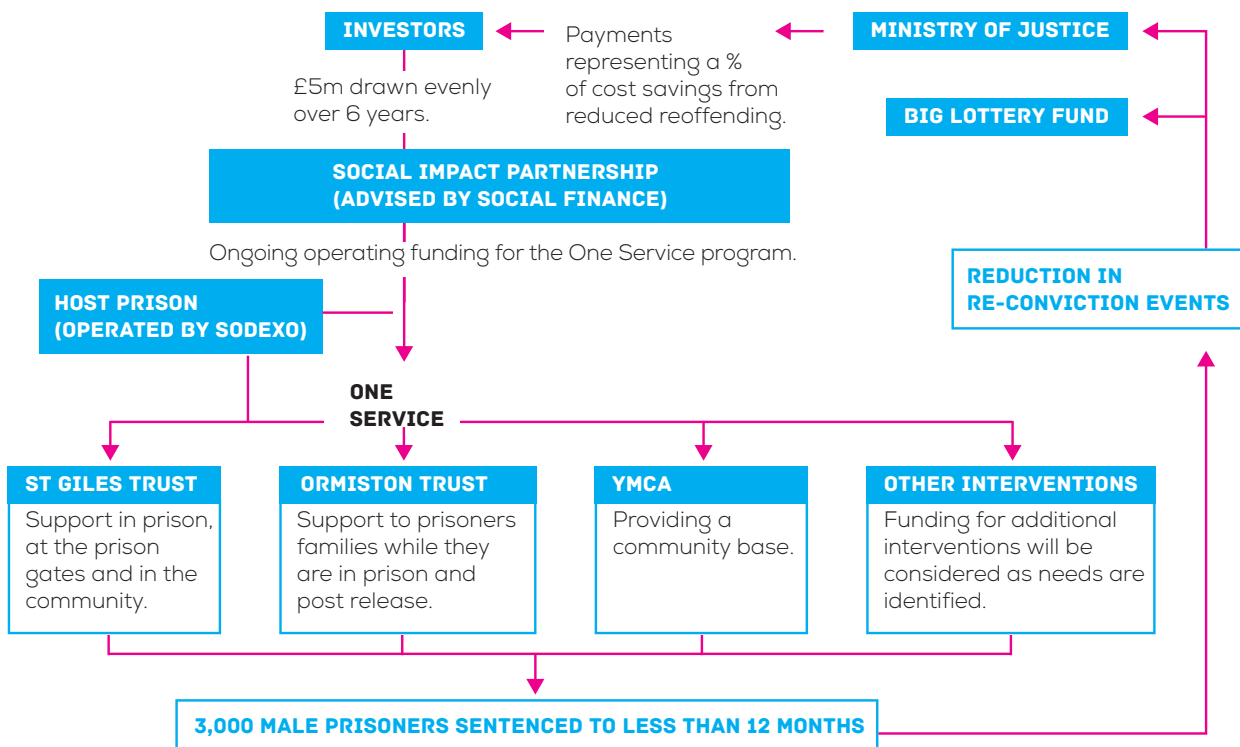 INVESTORS
Payments
representing a %
of cost savings from
reduced reoffending.
MINISTRY OF JUSTICE
£5m drawn evenly
over 6 years.
BIG LOTTERY FUND
SOCIAL IMPACT PARTNERSHIP
(ADVISED BY SOCIAL FINANCE)
Ongoing operating funding for the One Service program.
REDUCTION IN
RE-CONVICTION EVENTS
HOST PRISON
(OPERATED BY SODEXO)
ONE
SERVICE
ST GILES TRUST
Support in prison,
at the prison
gates and in the
community.
ORMISTON TRUST
Support to prisoners
families while they
are in prison and
post release.
YMCA
Providing a
community base.
OTHER INTERVENTIONS
Funding for additional
interventions will be
considered as needs are
identified.
3,000 MALE PRISONERS SENTENCED TO LESS THAN 12 MONTHS